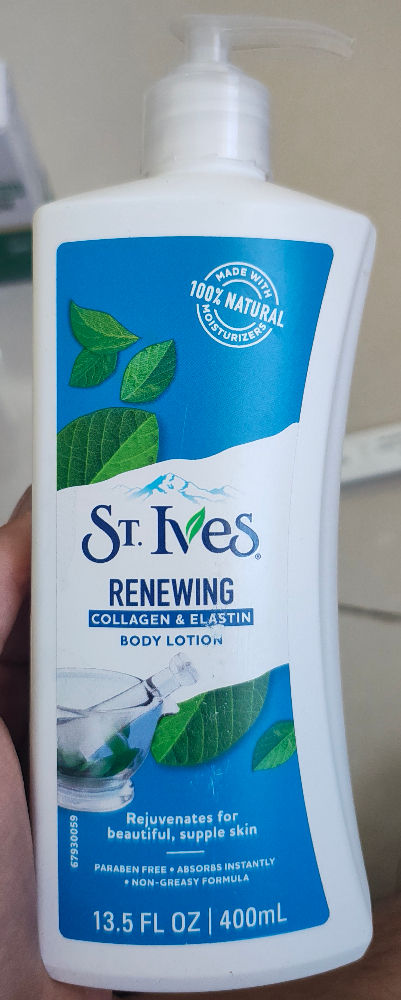 MADE WITH
100% NATURAL
MOISTURIZERS
ST. Ives®
RENEWING
COLLAGEN & ELASTIN
BODY LOTION
Rejuvenates for
beautiful, supple skin
PARABEN FREE • ABSORBS INSTANTLY
• NON-GREASY FORMULA
67930059
13.5 FL OZ | 400mL